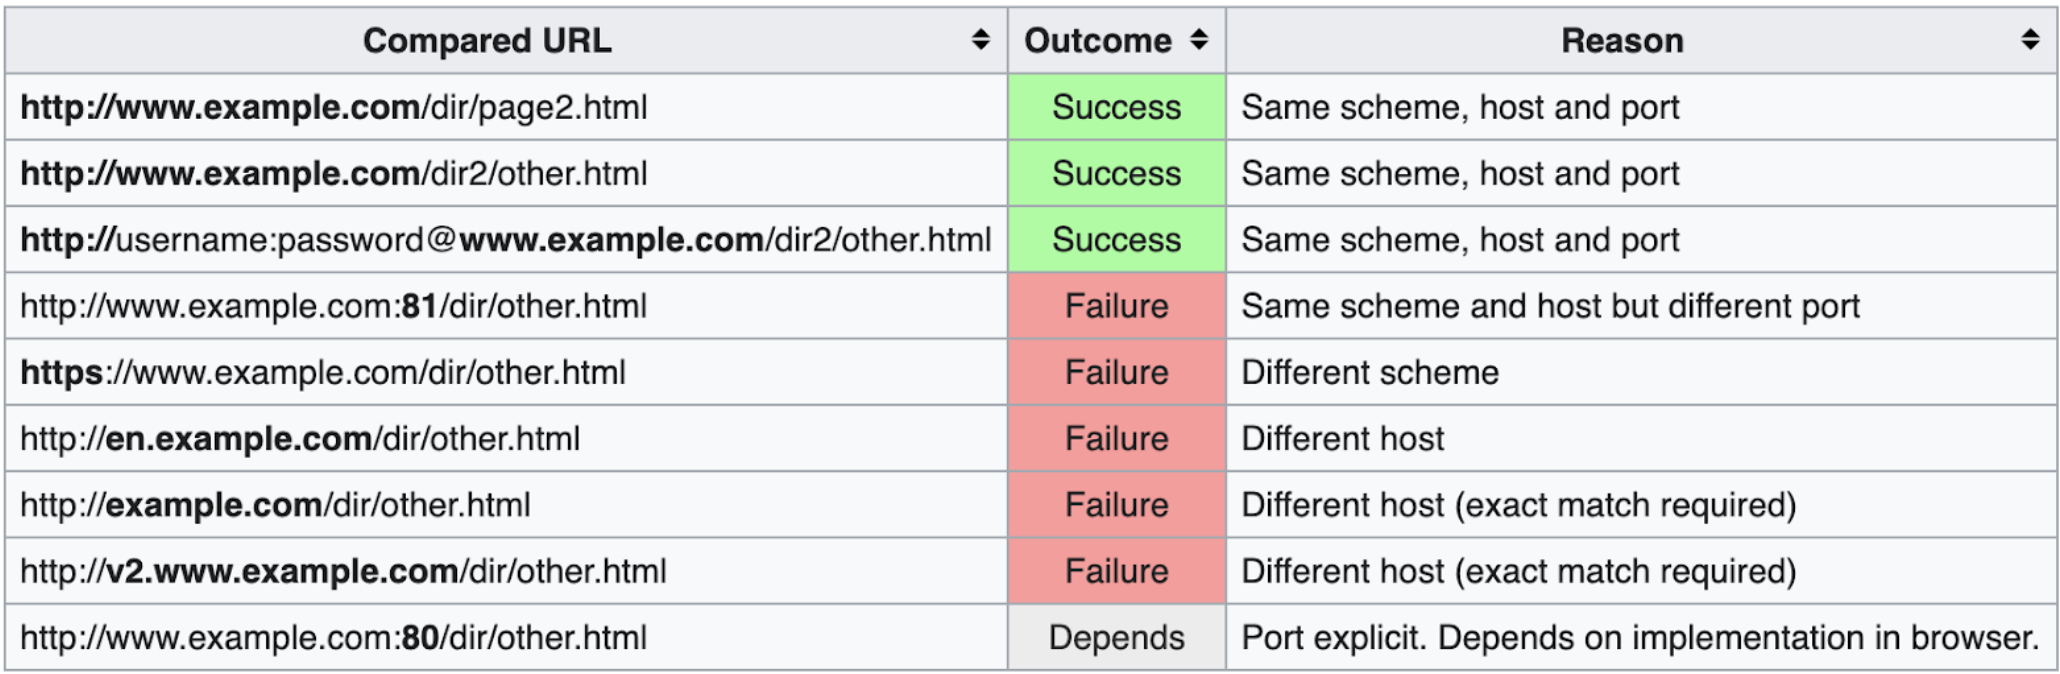 Compared URL Outcome Reason
http://www.example.com/dir/page2.html Success Same scheme, host and port
http://www.example.com/dir2/other.html Success Same scheme, host and port
http://username:password@www.example.com/dir2/other.html Success Same scheme, host and port
http://www.example.com:81/dir/other.html Failure Same scheme and host but different port
https://www.example.com/dir/other.html Failure Different scheme
http://en.example.com/dir/other.html Failure Different host
http://example.com/dir/other.html Failure Different host (exact match required)
http://v2.www.example.com/dir/other.html Failure Different host (exact match required)
http://www.example.com:80/dir/other.html Depends Port explicit. Depends on implementation in browser.